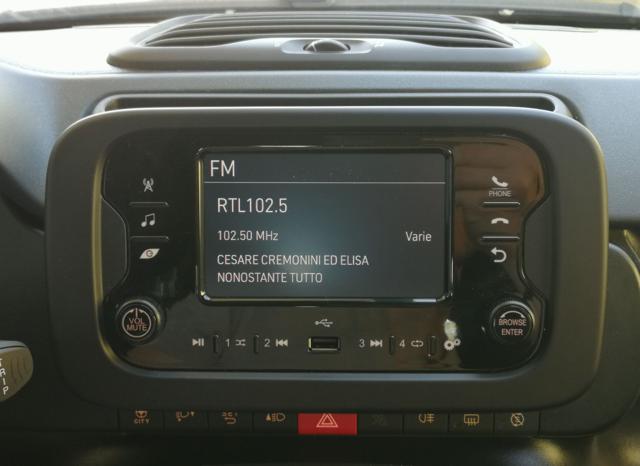 FM
RTL102.5
102.50 MHz Varie
CESARE CREMONINI ED ELISA
NONOSTANTE TUTTO
PHONE
VOL
MUTE
BROWSE
ENTER
1 2 3 4
TRIP
CITY SET